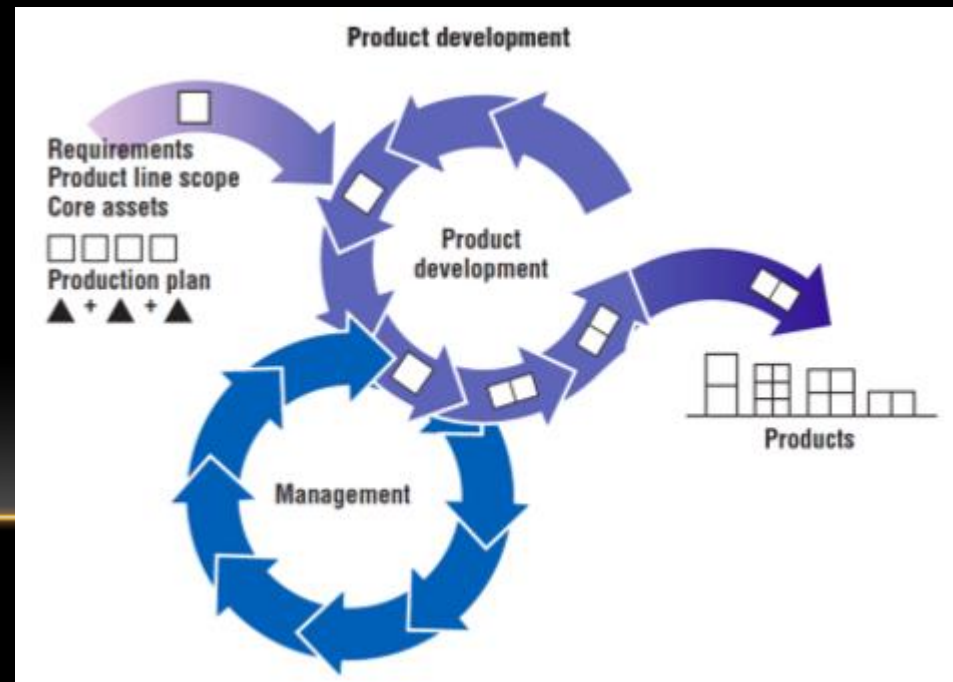 Product development
Requirements
Product line scope
Core assets
Production plan
+ +
Product
development
Management
Products